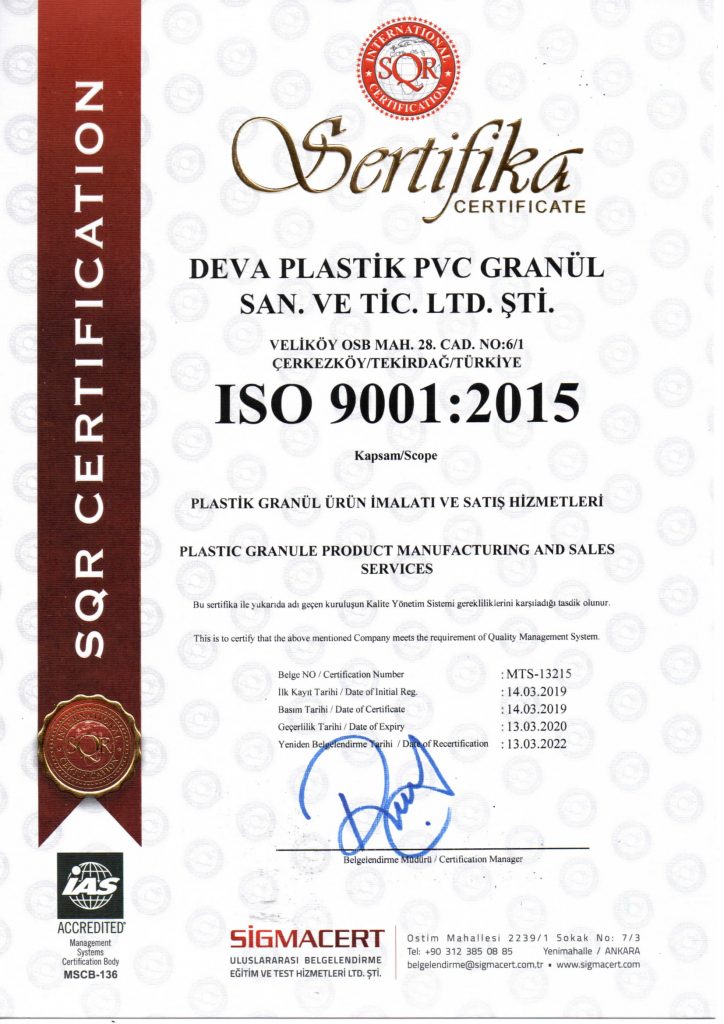 SQR CERTIFICATION
INTERNATIONAL
SQR
CERTIFICATION
Sertifika
CERTIFICATE
DEVA PLASTİK PVC GRANÜL
SAN. VE TİC. LTD. ŞTİ.
VELİKÖY OSB MAH. 28. CAD. NO:6/1
ÇERKEZKÖY/TEKİRDAĞ/TÜRKİYE
ISO 9001:2015
Kapsam/Scope
PLASTİK GRANÜL ÜRÜN İMALATI VE SATIŞ HİZMETLERİ
PLASTIC GRANULE PRODUCT MANUFACTURING AND SALES
SERVICES
Bu sertifika ile yukarıda adı geçen kuruluşun Kalite Yönetim Sistemi gerekliliklerini karşıladığı tasdik olunur.
This is to certify that the above mentioned Company meets the requirement of Quality Management System.
Belge NO / Certification Number : MTS-13215
İlk Kayıt Tarihi / Date of Initial Reg. : 14.03.2019
Basım Tarihi / Date of Certificate : 14.03.2019
Geçerlilik Tarihi / Date of Expiry : 13.03.2020
Yeniden Belgelendirme Tarihi / Date of Recertification : 13.03.2022
Belgelendirme Müdürü / Certification Manager
SQR
IAS
ACCREDITED
Management
Systems
Certification Body
MSCB-136
SİGMACERT
ULUSLARARASI BELGELENDİRME
EĞİTİM VE TEST HİZMETLERİ LTD. ŞTİ.
Ostim Mahallesi 2239/1 Sokak No: 7/3
Tel: +90 312 385 08 85 Yenimahalle / ANKARA
belgelendirme@sigmacert.com.tr • www.sigmacert.com